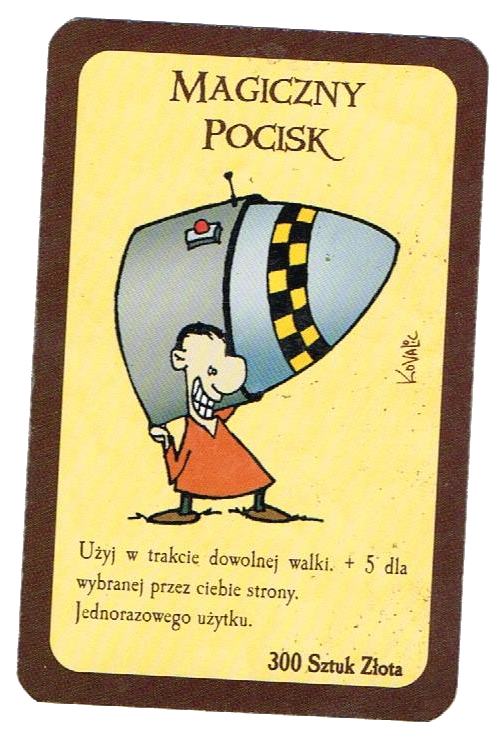 MAGICZNY
POCISK
KOVALIC
Użyj w trakcie dowolnej walki. + 5 dla
wybranej przez ciebie strony.
Jednorazowego użytku.
300 Sztuk Złota